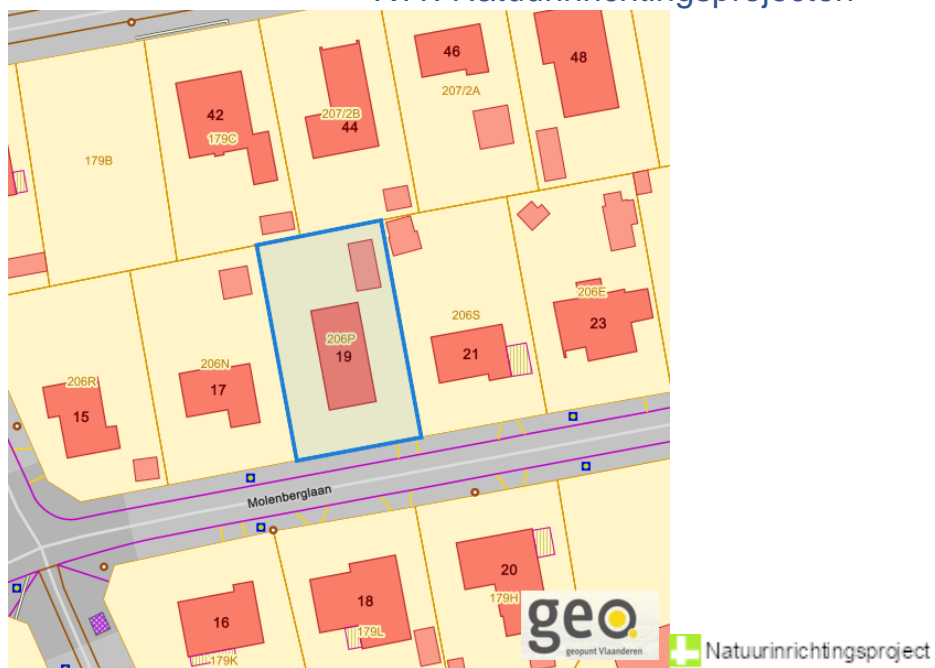 46
48
42
207/2A
207/2B
44
179C
179B
206S
206E
23
206P
19
21
206N
17
206R
15
Molenberglaan
20
18
179H
16
179L
179K
geo.
geopunt Vlaanderen
Natuurinrichtingsproject